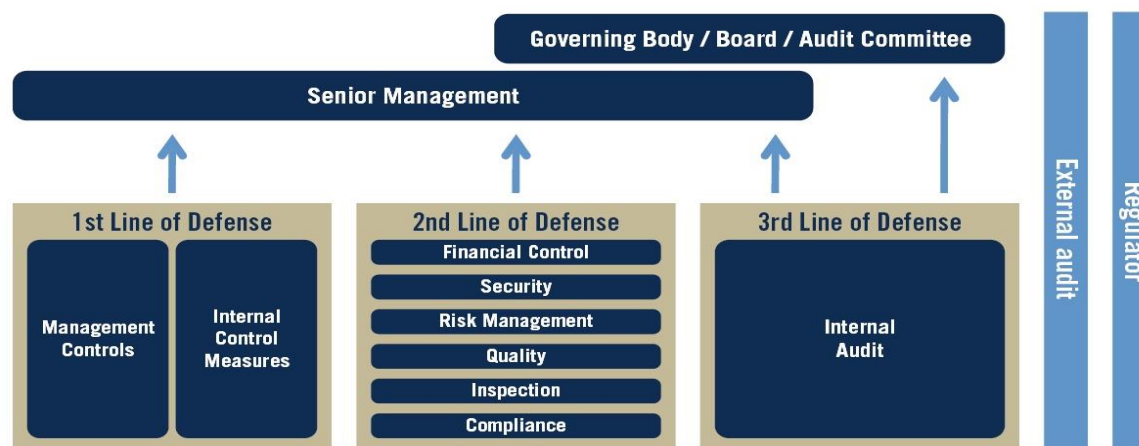 Governing Body / Board / Audit Committee
Senior Management
1st Line of Defense
Management
Controls
Internal
Control
Measures
2nd Line of Defense
Financial Control
Security
Risk Management
Quality
Inspection
Compliance
3rd Line of Defense
Internal
Audit
External audit
Regulator